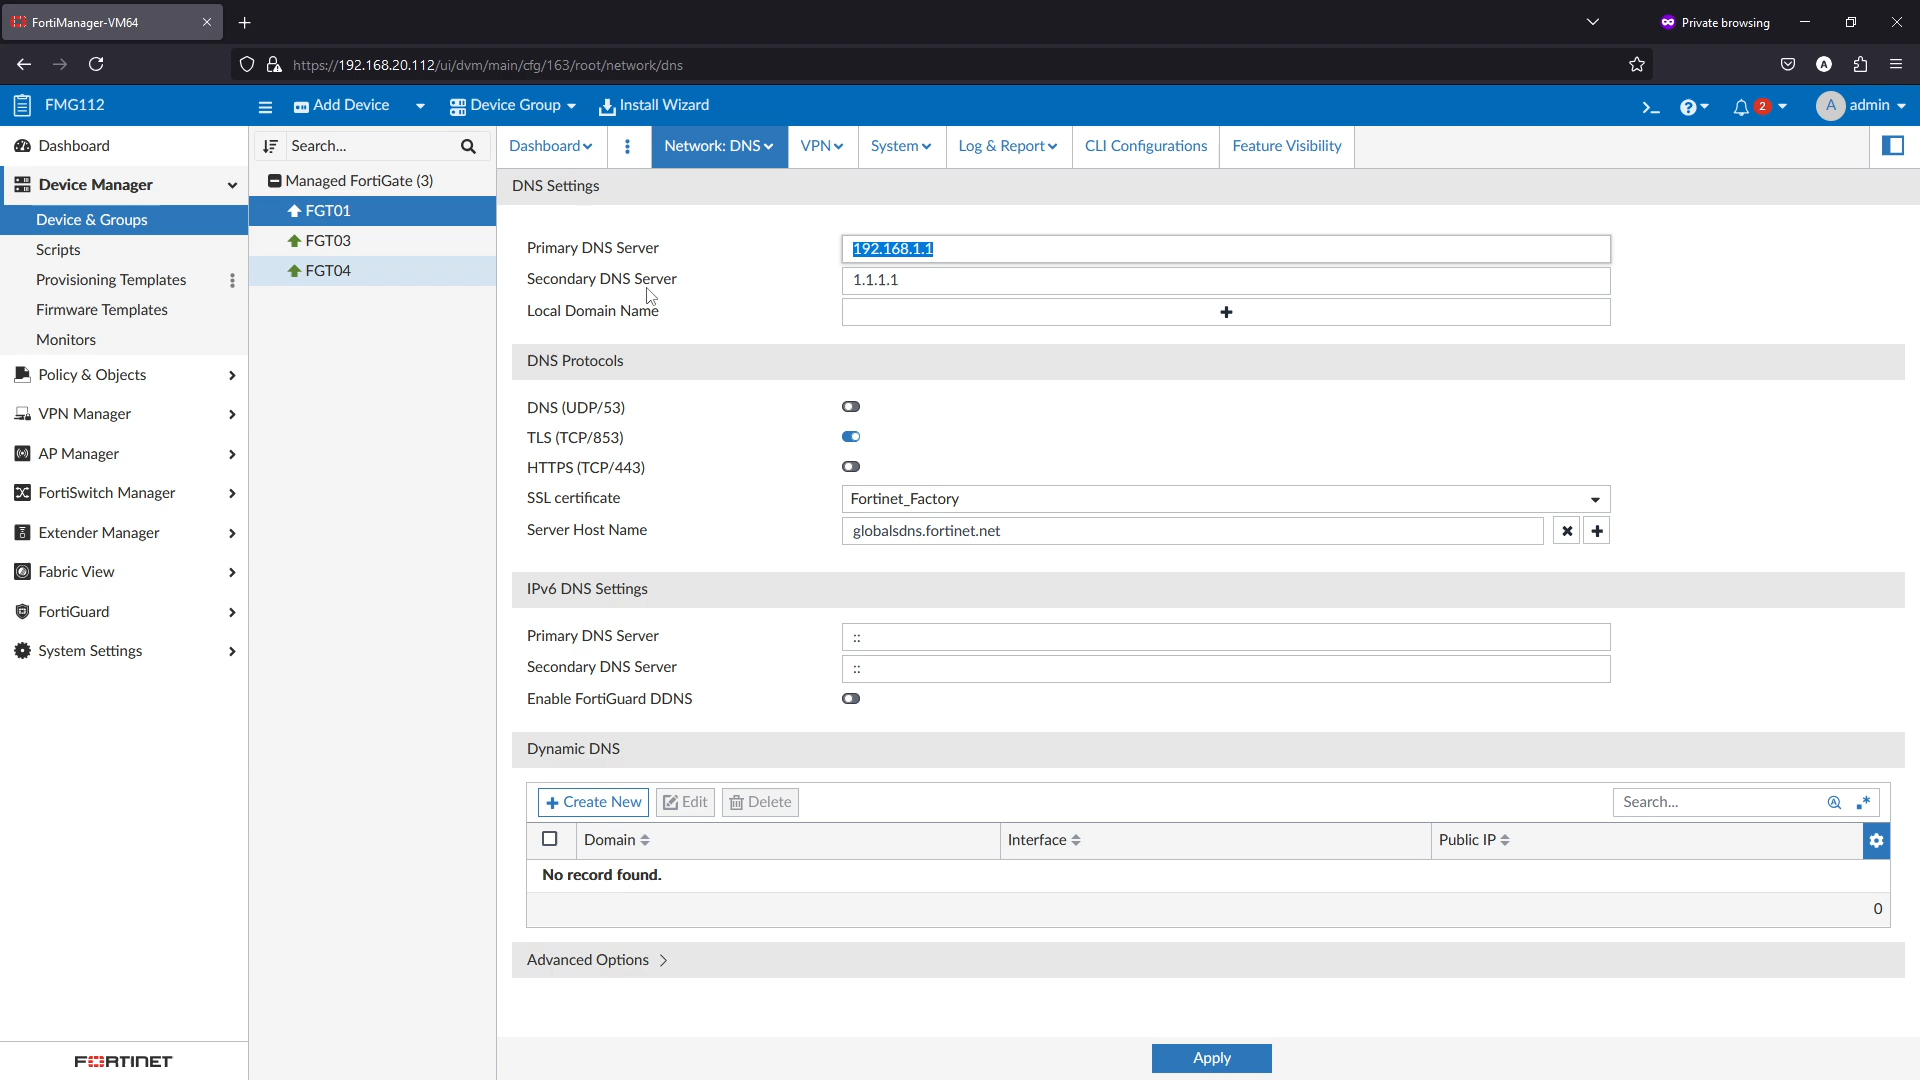 FortiManager-VM64
Private browsing
https://192.168.20.112/ui/dvm/main/cfg/163/root/network/dns
A
FMG112
Add Device
Device Group
Install Wizard
2
A
admin
Dashboard
Device Manager
Device & Groups
Scripts
Provisioning Templates
Firmware Templates
Monitors
Policy & Objects
VPN Manager
AP Manager
FortiSwitch Manager
Extender Manager
Fabric View
FortiGuard
System Settings
FORTINET
Search...
Managed FortiGate (3)
FGT01
FGT03
FGT04
Dashboard
Network: DNS
VPN
System
Log & Report
CLI Configurations
Feature Visibility
DNS Settings
Primary DNS Server
192.168.1.1
Secondary DNS Server
1.1.1.1
Local Domain Name
DNS Protocols
DNS (UDP/53)
TLS (TCP/853)
HTTPS (TCP/443)
SSL certificate
Fortinet_Factory
Server Host Name
globalsdns.fortinet.net
IPv6 DNS Settings
Primary DNS Server
::
Secondary DNS Server
::
Enable FortiGuard DDNS
Dynamic DNS
Create New
Edit
Delete
Search...
Domain
Interface
Public IP
No record found.
0
Advanced Options
Apply